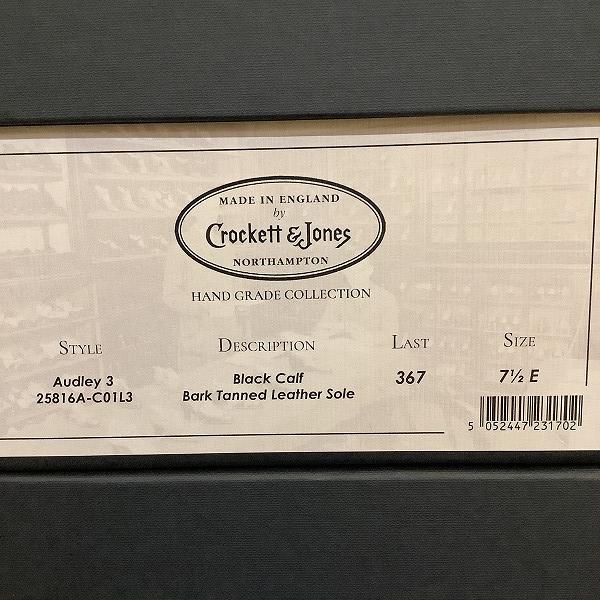 MADE IN ENGLAND
by
Crockett & Jones
NORTHAMPTON
HAND GRADE COLLECTION
STYLE DESCRIPTION LAST SIZE
Audley 3 Black Calf 367 7½ E
25816A-C01L3 Bark Tanned Leather Sole
5 052447 231702